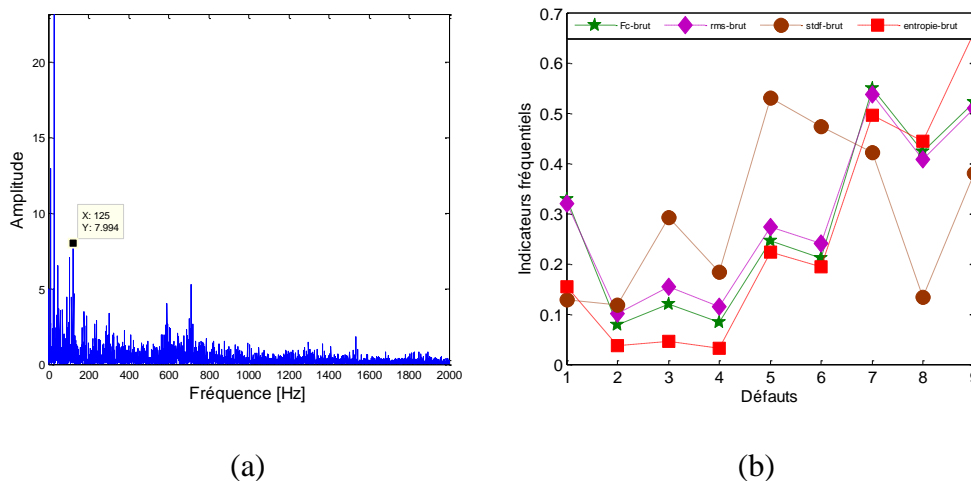 20
15
10
5
0
Amplitude
X: 125
Y: 7.994
0 200 400 600 800 1000 1200 1400 1600 1800 2000
Fréquence [Hz]
(a)
0.7
0.6
0.5
0.4
0.3
0.2
0.1
0
Indicateurs fréquentiels
Fc-brut rms-brut stdf-brut entropie-brut
1 2 3 4 5 6 7 8 9
Défauts
(b)